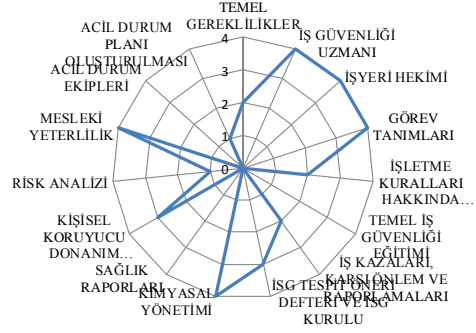 TEMEL
GEREKLİLİKLER
İŞ GÜVENLİĞİ
UZMANI
İŞYERİ HEKİMİ
GÖREV
TANIMLARI
İŞLETME
KURALLARI
HAKKINDA…
TEMEL İŞ
GÜVENLİĞİ
EĞİTİMİ
İŞ KAZALARI,
KARŞI ÖNLEM VE
RAPORLAMALARI
İSG TESPİT ÖNERİ
DEFTERİ VE İSG
KURULU
KİMYASAL
YÖNETİMİ
SAĞLIK
RAPORLARI
KİŞİSEL
KORUYUCU
DONANIM…
RİSK ANALİZİ
MESLEKİ
YETERLİLİK
ACİL DURUM
EKİPLERİ
ACİL DURUM
PLANI
OLUŞTURULMASI
4
3
2
1
0